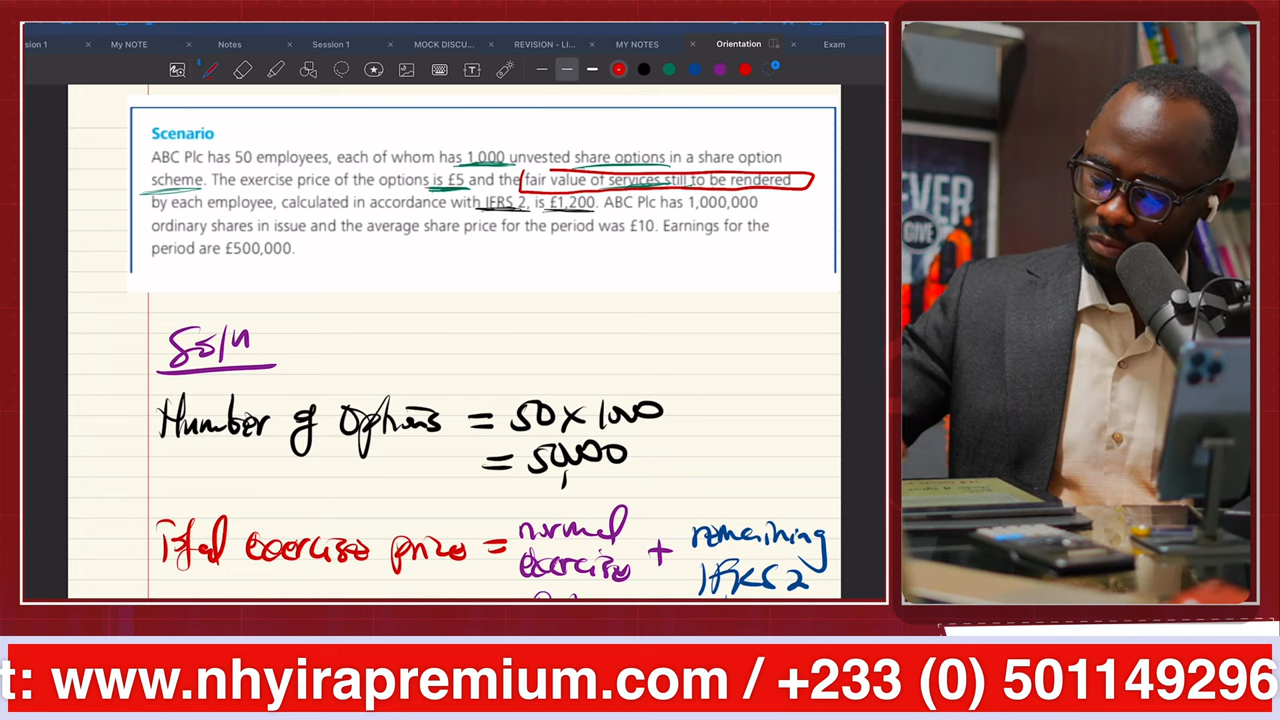 sion 1
My NOTE
Notes
Session 1
MOCK DISCU...
REVISION - LI...
MY NOTES
Orientation
Exam
Scenario
ABC Plc has 50 employees, each of whom has 1,000 unvested share options in a share option
scheme. The exercise price of the options is £5 and the fair value of services still to be rendered
by each employee, calculated in accordance with IFRS 2, is £1,200. ABC Plc has 1,000,000
ordinary shares in issue and the average share price for the period was £10. Earnings for the
period are £500,000.
Soln
Number of options = 50 x 1000
= 50,000
Total exercise price = normal exercise + remaining IFRS 2
t: www.nhyirapremium.com / +233 (0) 501149296